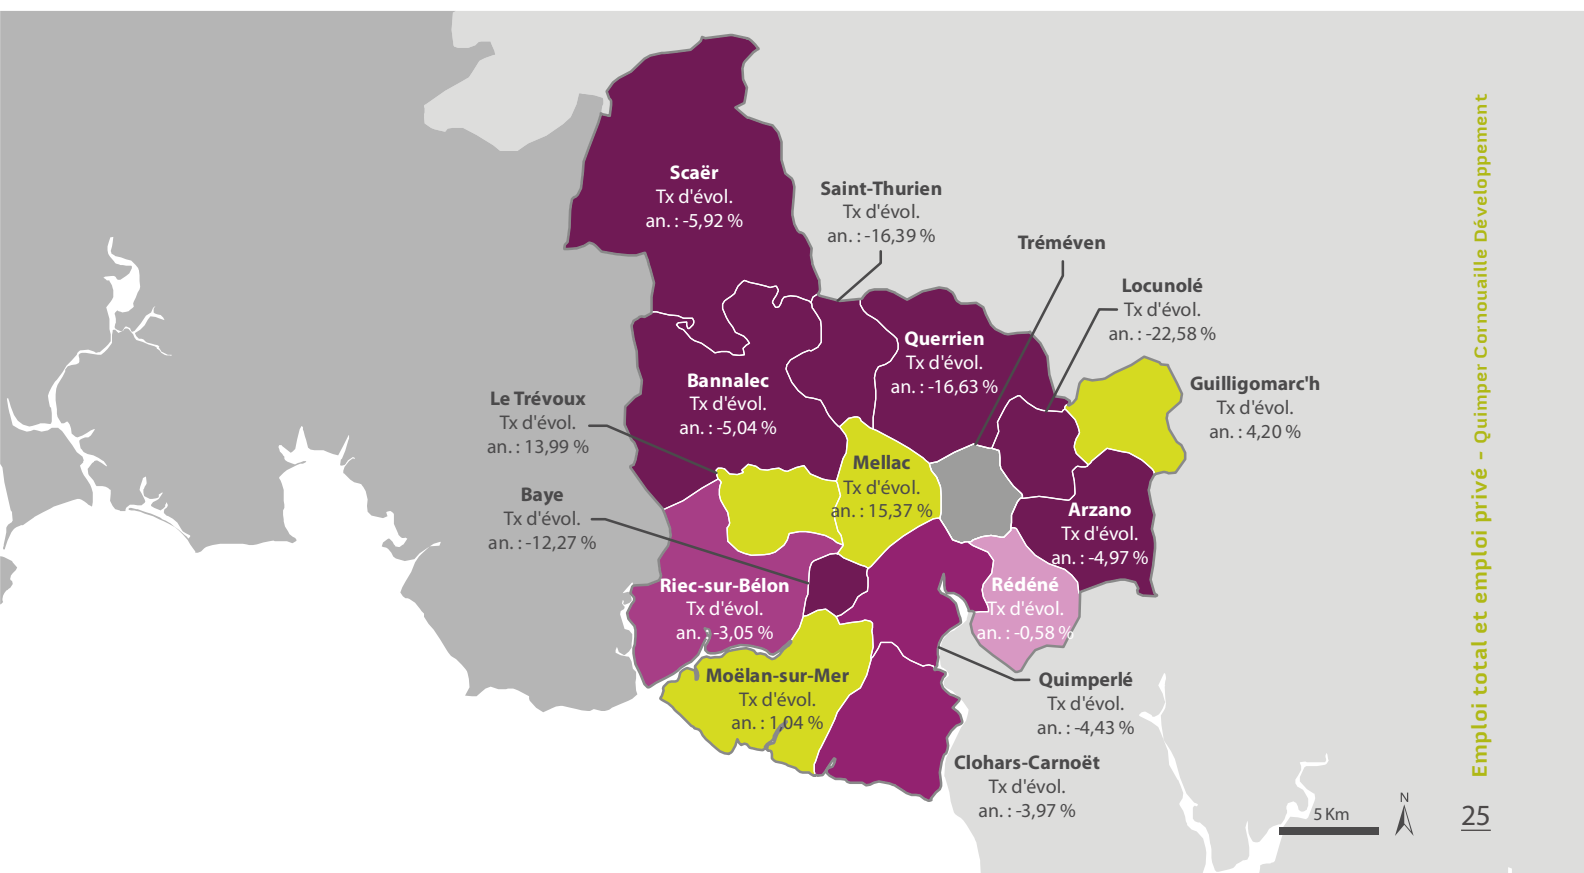 Scaër
Tx d'évol.
an. : -5,92 %
Saint-Thurien
Tx d'évol.
an. : -16,39 %
Tréméven
Locunolé
Tx d'évol.
an. : -22,58 %
Querrien
Tx d'évol.
an. : -16,63 %
Guilligomarc'h
Tx d'évol.
an. : 4,20 %
Bannalec
Tx d'évol.
an. : -5,04 %
Le Trévoux
Tx d'évol.
an. : 13,99 %
Mellac
Tx d'évol.
an. : 15,37 %
Baye
Tx d'évol.
an. : -12,27 %
Arzano
Tx d'évol.
an. : -4,97 %
Riec-sur-Bélon
Tx d'évol.
an. : -3,05 %
Rédéné
Tx d'évol.
an. : -0,58 %
Moëlan-sur-Mer
Tx d'évol.
an. : 1,04 %
Quimperlé
Tx d'évol.
an. : -4,43 %
Clohars-Carnoët
Tx d'évol.
an. : -3,97 %
5 Km
N
Emploi total et emploi privé – Quimper Cornouaille Développement
25